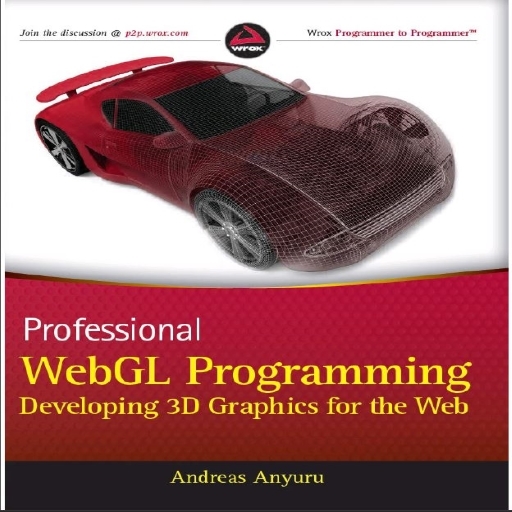 Join the discussion @ p2p.wrox.com
wrox
Wrox Programmer to Programmer™
Professional
WebGL Programming
Developing 3D Graphics for the Web
Andreas Anyuru